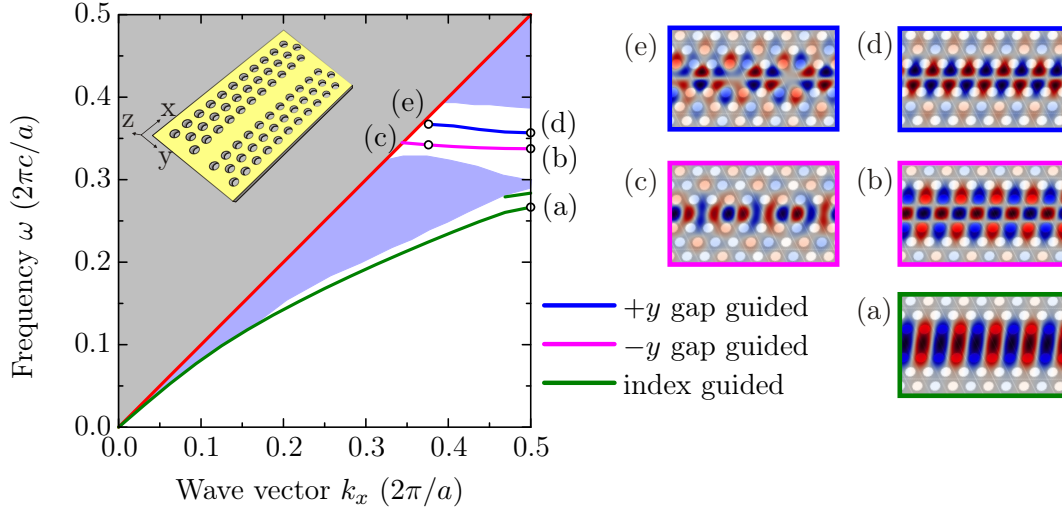 0.5
0.4
0.3
0.2
0.1
0.0
Frequency ω (2πc/a)
0.0 0.1 0.2 0.3 0.4 0.5
Wave vector kₓ (2π/a)
z
x
y
(e)
(c)
(d)
(b)
(a)
+y gap guided
−y gap guided
index guided
(e)
(d)
(c)
(b)
(a)